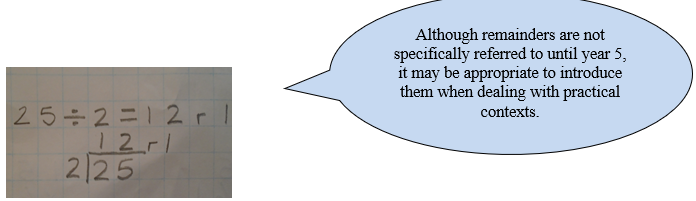 25÷2=12 r 1
12 r1
2|25
Although remainders are not
specifically referred to until year 5,
it may be appropriate to introduce
them when dealing with practical
contexts.